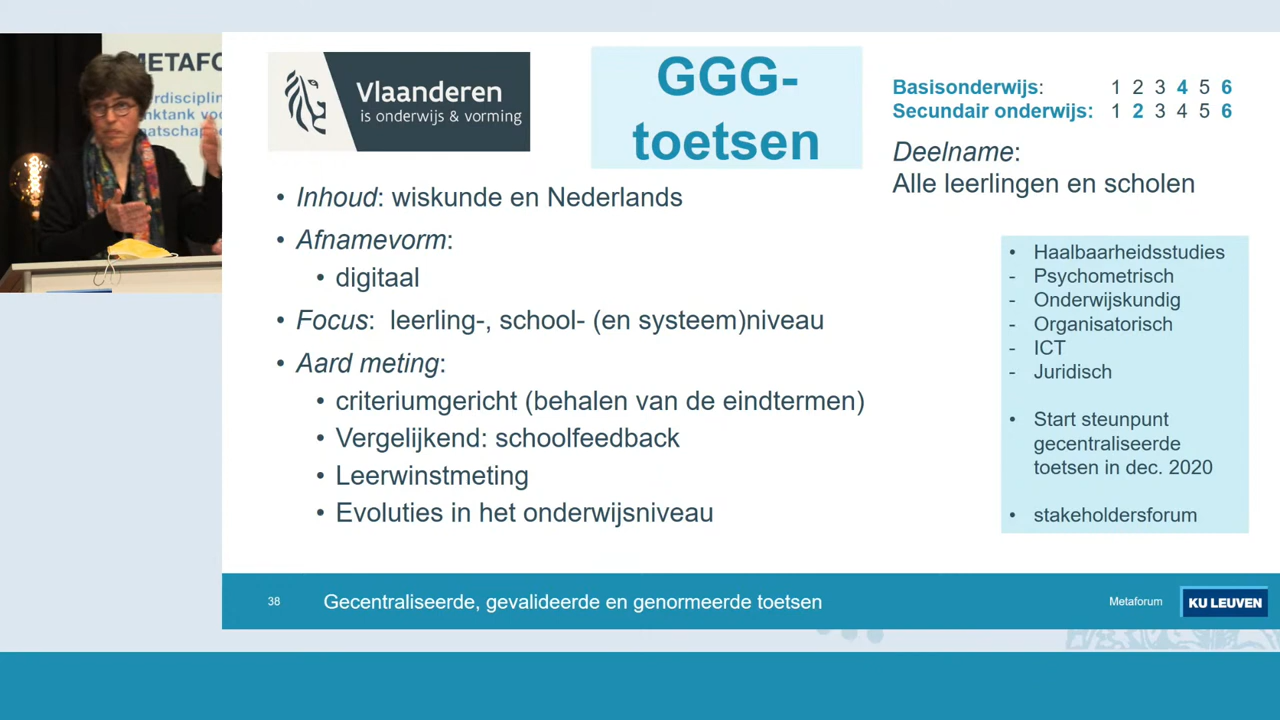 METAFO
erdisciplin
nktank voo
aatschappe
Vlaanderen
is onderwijs & vorming
GGG-
toetsen
Basisonderwijs: 1 2 3 4 5 6
Secundair onderwijs: 1 2 3 4 5 6
Deelname:
Alle leerlingen en scholen
• Inhoud: wiskunde en Nederlands
• Afnamevorm:
• digitaal
• Focus: leerling-, school- (en systeem)niveau
• Aard meting:
• criteriumgericht (behalen van de eindtermen)
• Vergelijkend: schoolfeedback
• Leerwinstmeting
• Evoluties in het onderwijsniveau
• Haalbaarheidsstudies
- Psychometrisch
- Onderwijskundig
- Organisatorisch
- ICT
- Juridisch
• Start steunpunt
gecentraliseerde
toetsen in dec. 2020
• stakeholdersforum
38
Gecentraliseerde, gevalideerde en genormeerde toetsen
Metaforum
KU LEUVEN